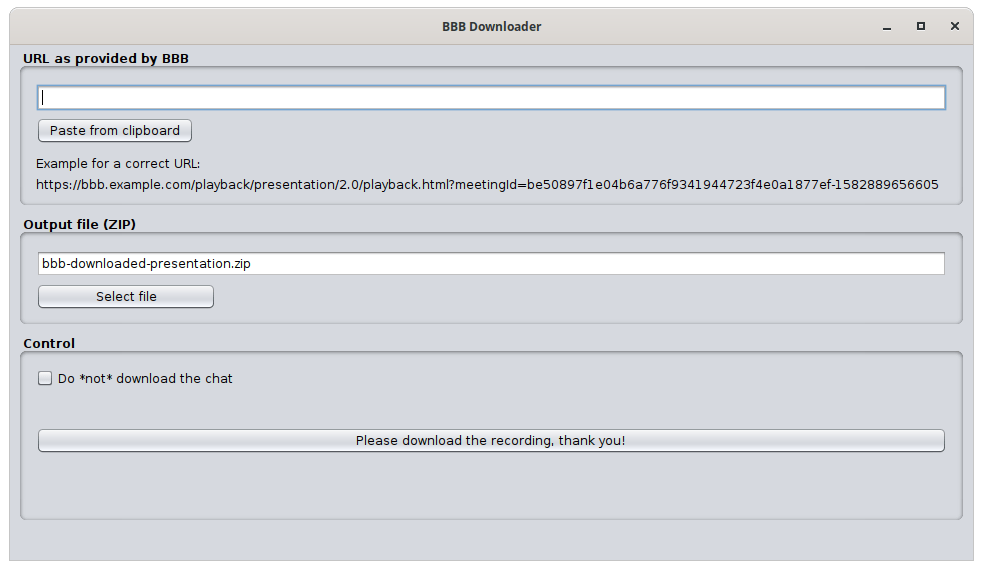 BBB Downloader
URL as provided by BBB
Paste from clipboard
Example for a correct URL:
https://bbb.example.com/playback/presentation/2.0/playback.html?meetingId=be50897f1e04b6a776f9341944723f4e0a1877ef-1582889656605
Output file (ZIP)
bbb-downloaded-presentation.zip
Select file
Control
Do *not* download the chat
Please download the recording, thank you!